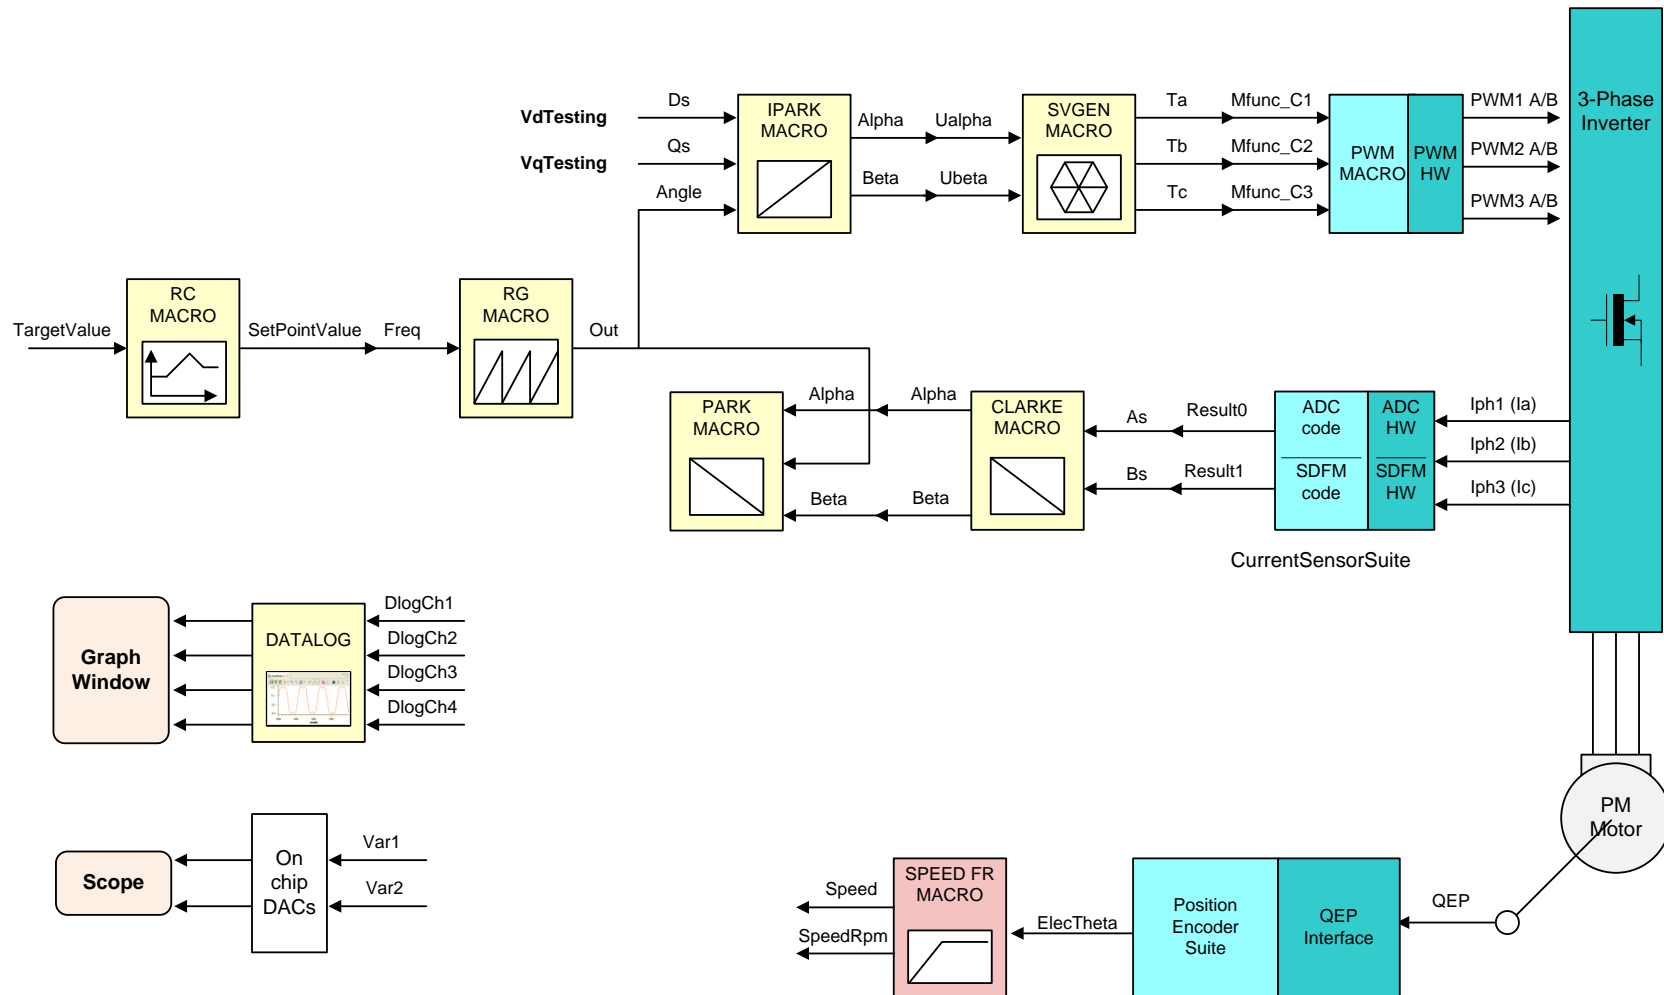 VdTesting
Ds
VqTesting
Qs
Angle
IPARK
MACRO
Alpha
Ualpha
Beta
Ubeta
SVGEN
MACRO
Ta
Mfunc_C1
Tb
Mfunc_C2
Tc
Mfunc_C3
PWM
MACRO
PWM
HW
PWM1 A/B
PWM2 A/B
PWM3 A/B
3-Phase
Inverter
TargetValue
RC
MACRO
SetPointValue
Freq
RG
MACRO
Out
PARK
MACRO
Alpha
Alpha
Beta
Beta
CLARKE
MACRO
As
Result0
Bs
Result1
ADC
code
SDFM
code
ADC
HW
SDFM
HW
Iph1 (Ia)
Iph2 (Ib)
Iph3 (Ic)
CurrentSensorSuite
Graph
Window
DATALOG
DlogCh1
DlogCh2
DlogCh3
DlogCh4
Scope
On
chip
DACs
Var1
Var2
Speed
SpeedRpm
SPEED FR
MACRO
ElecTheta
Position
Encoder
Suite
QEP
Interface
QEP
PM
Motor